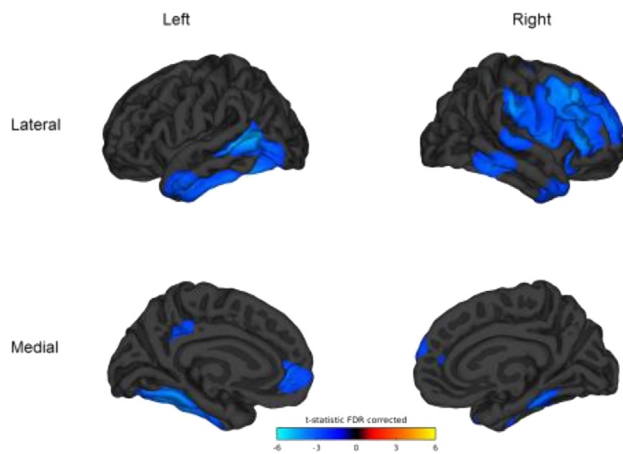 Left Right
Lateral
Medial
t-statistic FDR corrected
-6 -3 0 3 6